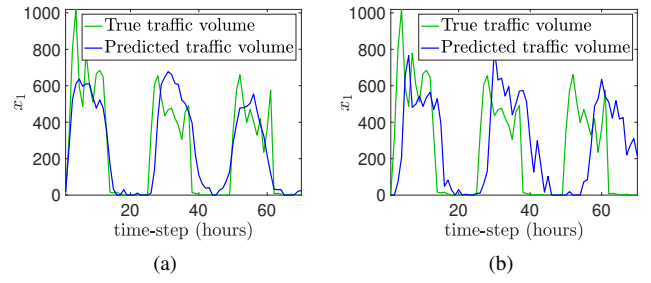 1000
800
600
400
200
0
x₁
True traffic volume
Predicted traffic volume
20 40 60
time-step (hours)
(a)
1000
800
600
400
200
0
x₁
True traffic volume
Predicted traffic volume
20 40 60
time-step (hours)
(b)